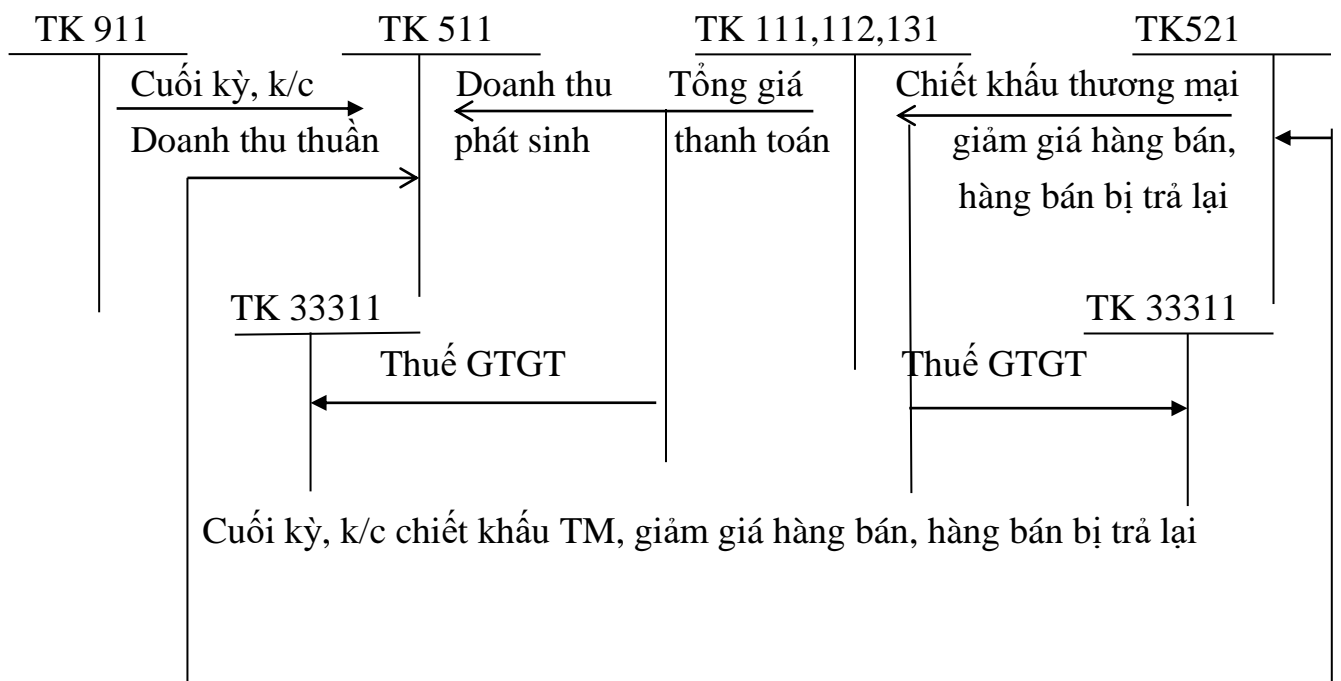 TK 911 TK 511 TK 111,112,131 TK521
Cuối kỳ, k/c Doanh thu Tổng giá Chiết khấu thương mại
Doanh thu thuần phát sinh thanh toán giảm giá hàng bán,
hàng bán bị trả lại
TK 33311 TK 33311
Thuế GTGT Thuế GTGT
Cuối kỳ, k/c chiết khấu TM, giảm giá hàng bán, hàng bán bị trả lại